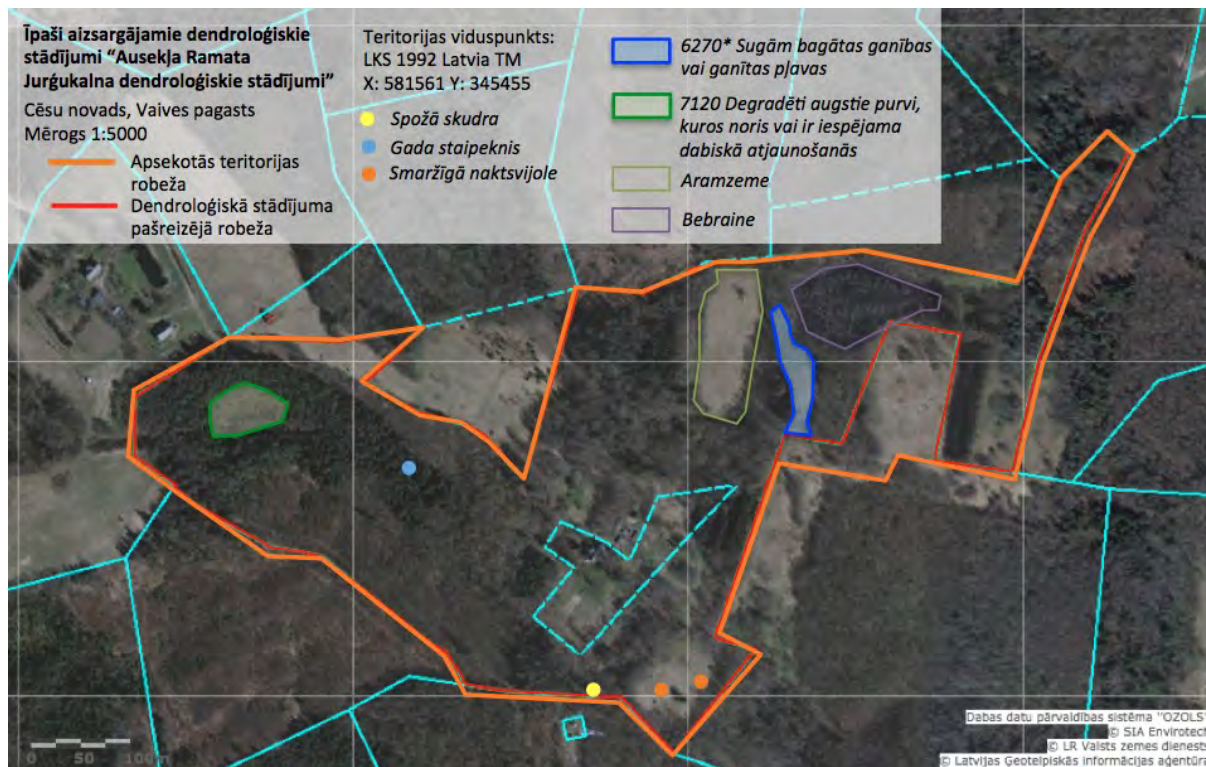 Īpaši aizsargājamie dendroloģiskie
stādījumi “Ausekļa Ramata
Jurģukalna dendroloģiskie stādījumi”
Cēsu novads, Vaives pagasts
Mērogs 1:5000
Apsekotās teritorijas
robeža
Dendroloģiskā stādījuma
pašreizējā robeža
Teritorijas viduspunkts:
LKS 1992 Latvia TM
X: 581561 Y: 345455
Spožā skudra
Gada staipeknis
Smaržīgā naktsvijole
6270* Sugām bagātas ganības
vai ganītas pļavas
7120 Degradēti augstie purvi,
kuros noris vai ir iespējama
dabiskā atjaunošanās
Aramzeme
Bebraine
0 50 100m
Dabas datu pārvaldības sistēma "OZOLS"
© SIA Envirotech
© LR Valsts zemes dienests
© Latvijas Ģeotelpiskās informācijas aģentūra